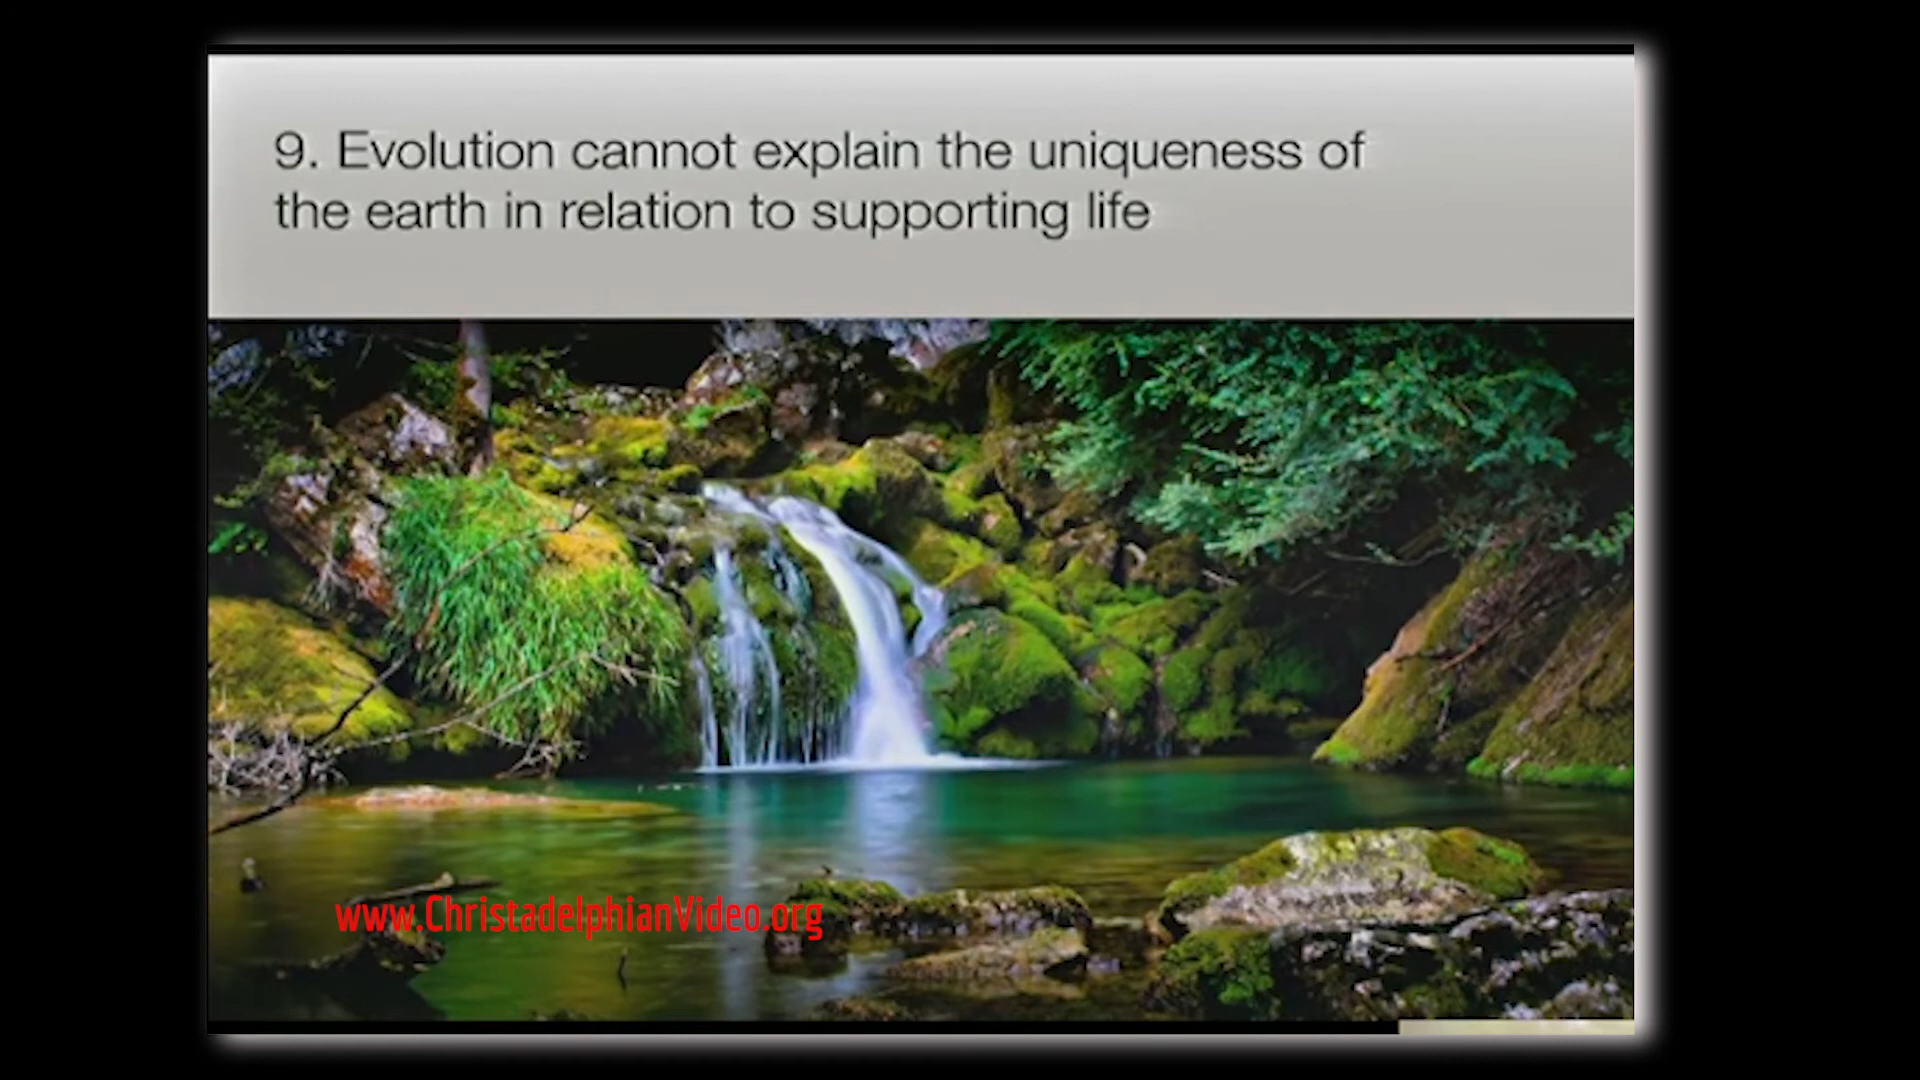 9. Evolution cannot explain the uniqueness of
the earth in relation to supporting life
www.ChristadelphianVideo.org